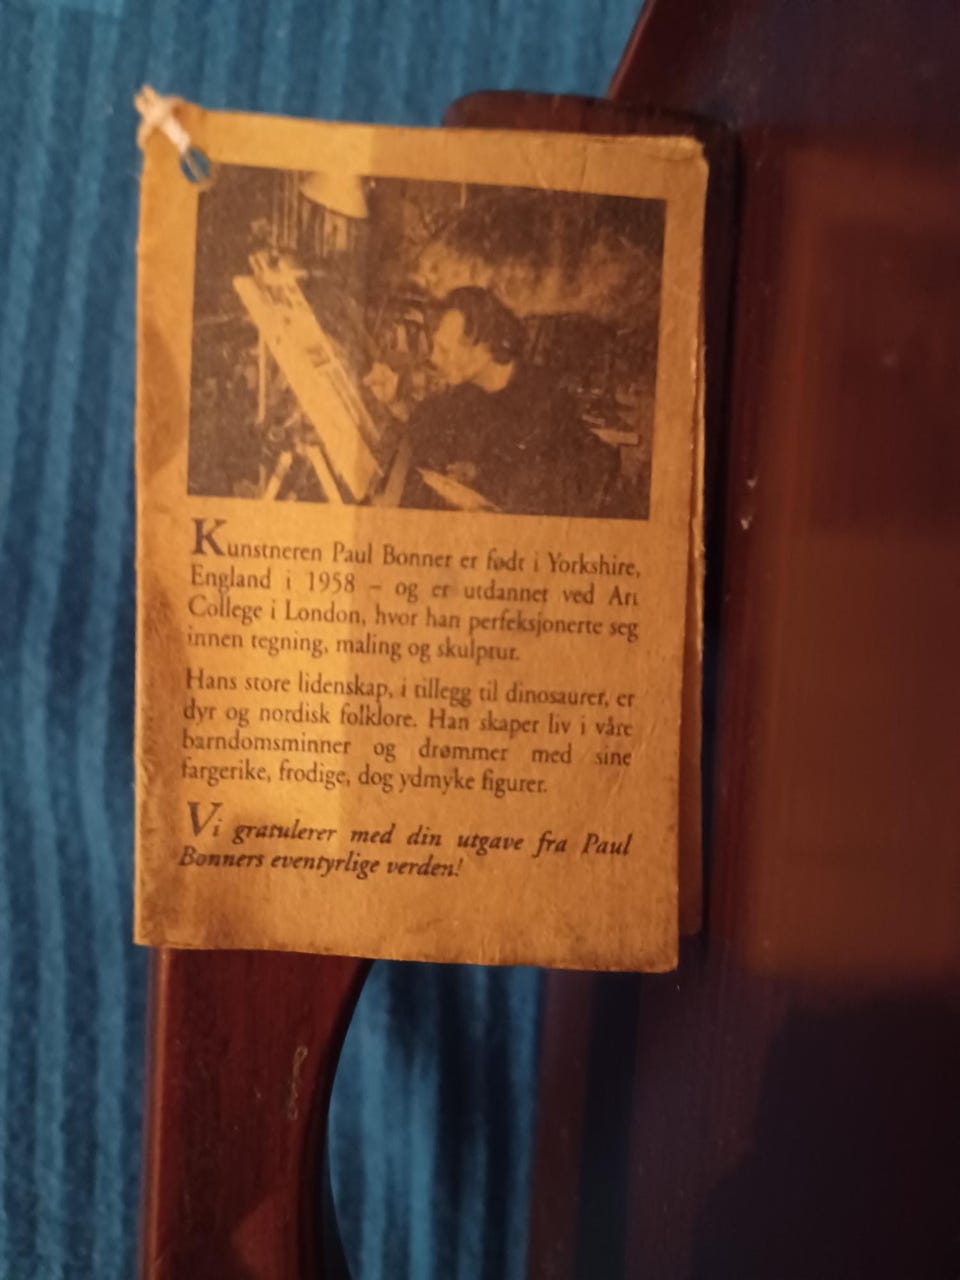 Kunstneren Paul Bonner er født i Yorkshire,
England i 1958 – og er utdannet ved Art
College i London, hvor han perfeksjonerte seg
innen tegning, maling og skulptur.
Hans store lidenskap, i tillegg til dinosaurer, er
dyr og nordisk folklore. Han skaper liv i våre
barndomsminner og drømmer med sine
fargerike, frodige, dog ydmyke figurer.
Vi gratulerer med din utgave fra Paul
Bonners eventyrlige verden!